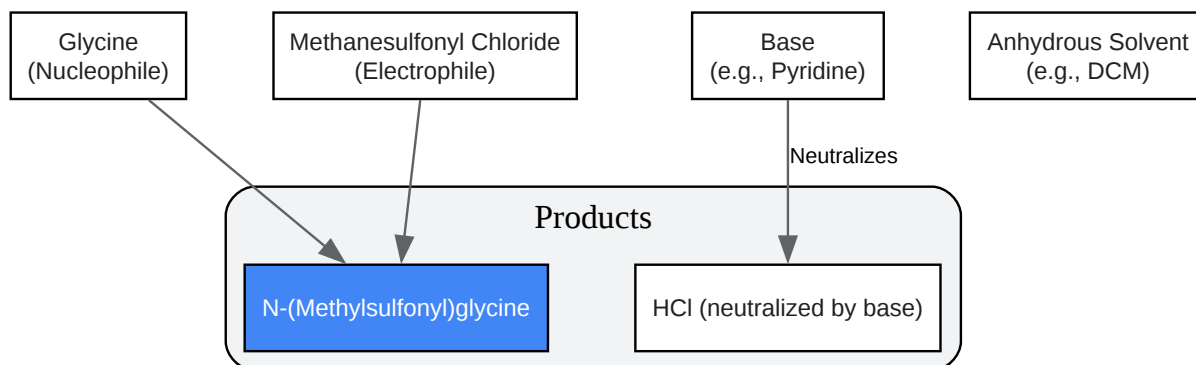 Glycine
(Nucleophile)
Methanesulfonyl Chloride
(Electrophile)
Base
(e.g., Pyridine)
Anhydrous Solvent
(e.g., DCM)
Neutralizes
Products
N-(Methylsulfonyl)glycine
HCl (neutralized by base)